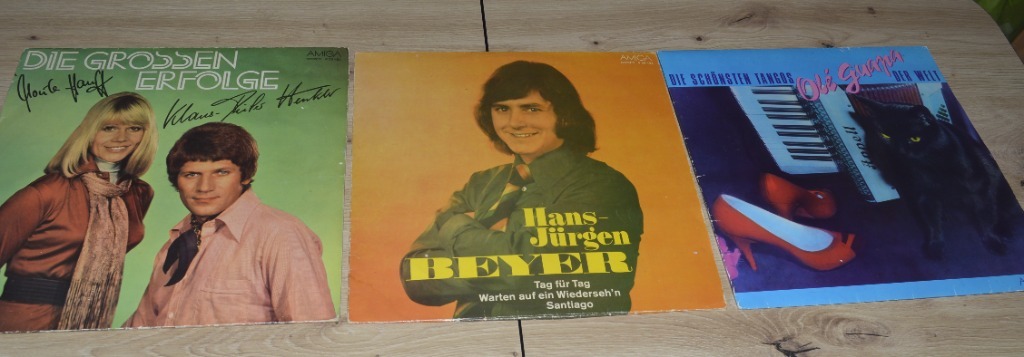 DIE GROSSEN
ERFOLGE
AMIGA
Klaus-
AMIGA
Hans-
Jürgen
BEYER
Tag für Tag
Warten auf ein Wiederseh'n
Santiago
DIE SCHÖNSTEN TANGOS
Olé Guapa
DER WELT